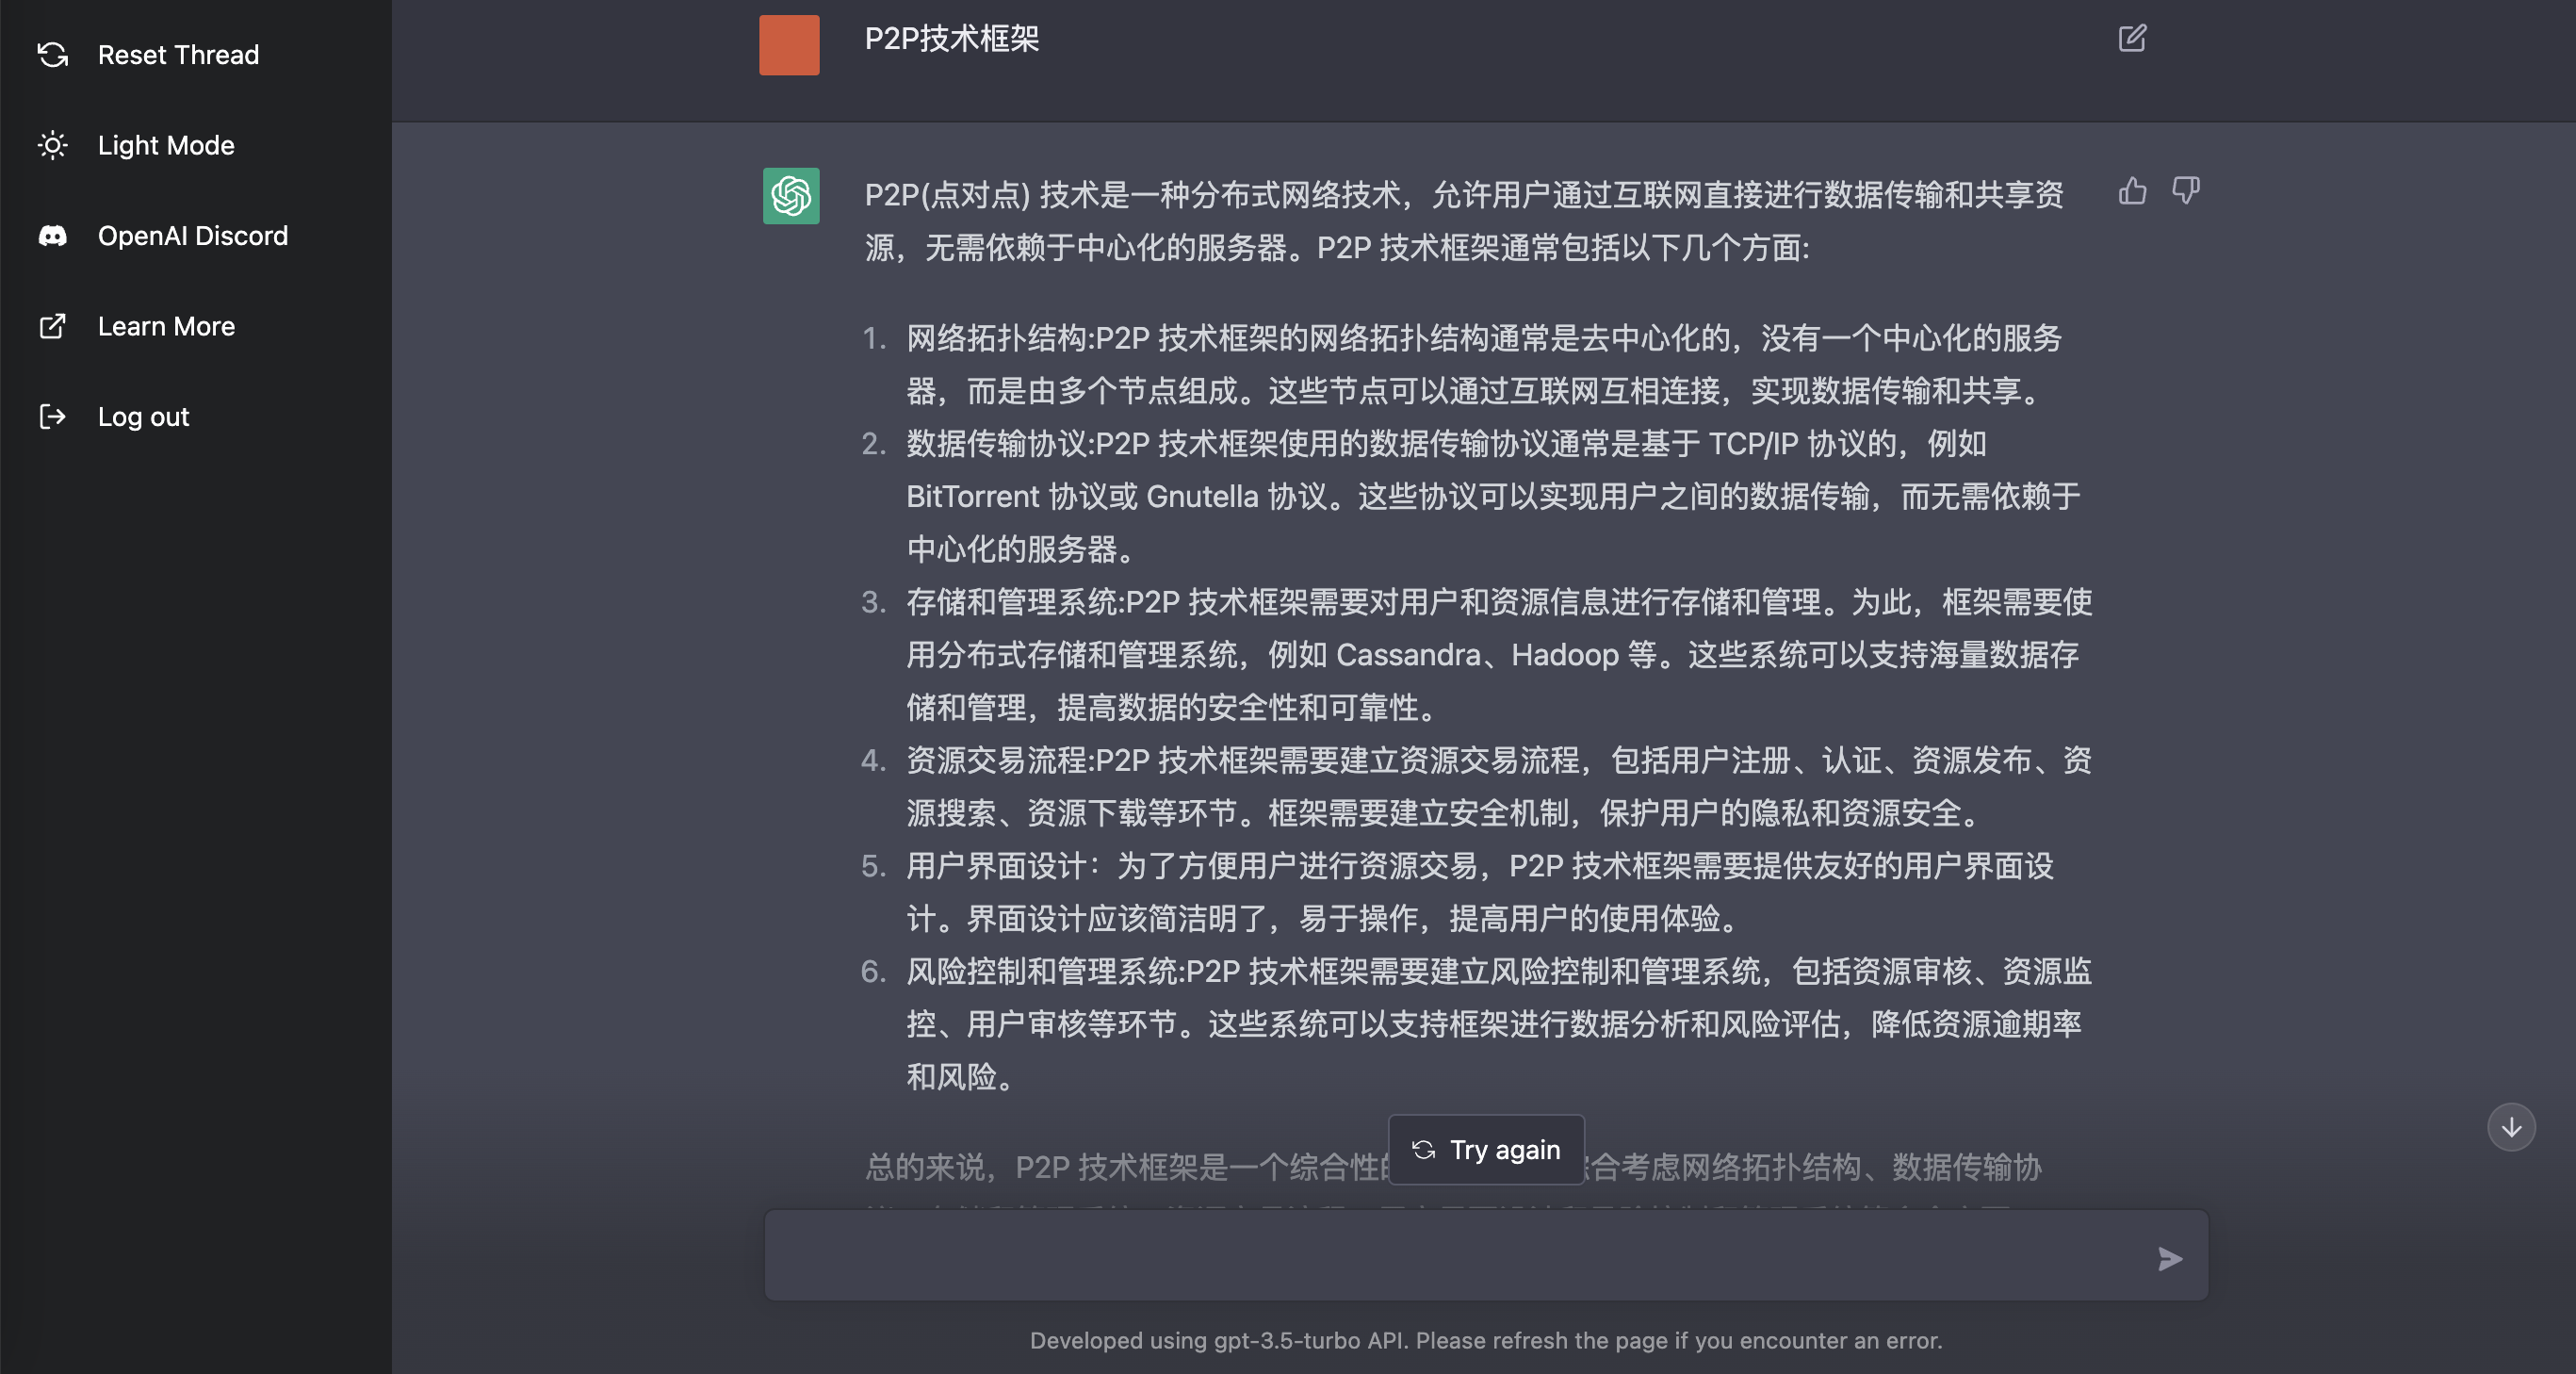 Reset Thread
Light Mode
OpenAI Discord
Learn More
Log out
P2P技术框架
P2P(点对点) 技术是一种分布式网络技术，允许用户通过互联网直接进行数据传输和共享资
源，无需依赖于中心化的服务器。P2P 技术框架通常包括以下几个方面:
1. 网络拓扑结构:P2P 技术框架的网络拓扑结构通常是去中心化的，没有一个中心化的服务
器，而是由多个节点组成。这些节点可以通过互联网互相连接，实现数据传输和共享。
2. 数据传输协议:P2P 技术框架使用的数据传输协议通常是基于 TCP/IP 协议的，例如
BitTorrent 协议或 Gnutella 协议。这些协议可以实现用户之间的数据传输，而无需依赖于
中心化的服务器。
3. 存储和管理系统:P2P 技术框架需要对用户和资源信息进行存储和管理。为此，框架需要使
用分布式存储和管理系统，例如 Cassandra、Hadoop 等。这些系统可以支持海量数据存
储和管理，提高数据的安全性和可靠性。
4. 资源交易流程:P2P 技术框架需要建立资源交易流程，包括用户注册、认证、资源发布、资
源搜索、资源下载等环节。框架需要建立安全机制，保护用户的隐私和资源安全。
5. 用户界面设计：为了方便用户进行资源交易，P2P 技术框架需要提供友好的用户界面设
计。界面设计应该简洁明了，易于操作，提高用户的使用体验。
6. 风险控制和管理系统:P2P 技术框架需要建立风险控制和管理系统，包括资源审核、资源监
控、用户审核等环节。这些系统可以支持框架进行数据分析和风险评估，降低资源逾期率
和风险。
总的来说，P2P 技术框架是一个综合性 合考虑网络拓扑结构、数据传输协
Try again
Developed using gpt-3.5-turbo API. Please refresh the page if you encounter an error.